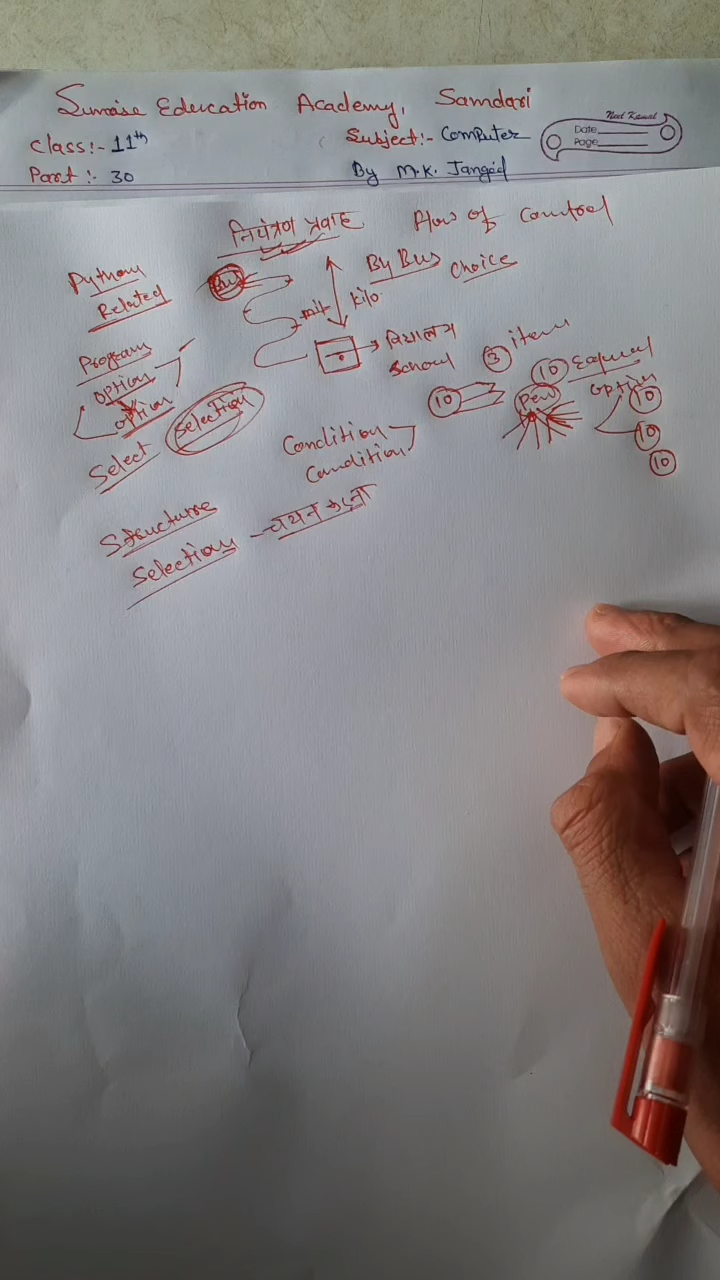 Sunrise Education Academy, Samdari
Class:- 11th
Subject:- Computer
Part :- 30
By M.K. Jangid
Neel Kamal
Date
Page
नियंत्रण प्रवाह Flow of Control
Python
Related
Bus
By Bus
Choice
kilo.
Program
option
option
Select
Selection
विद्यालय
School
3 item
10 Eaqual
option
10
Pen
10
10
10
Condition
Condition
Structure
Selection - चयन करना